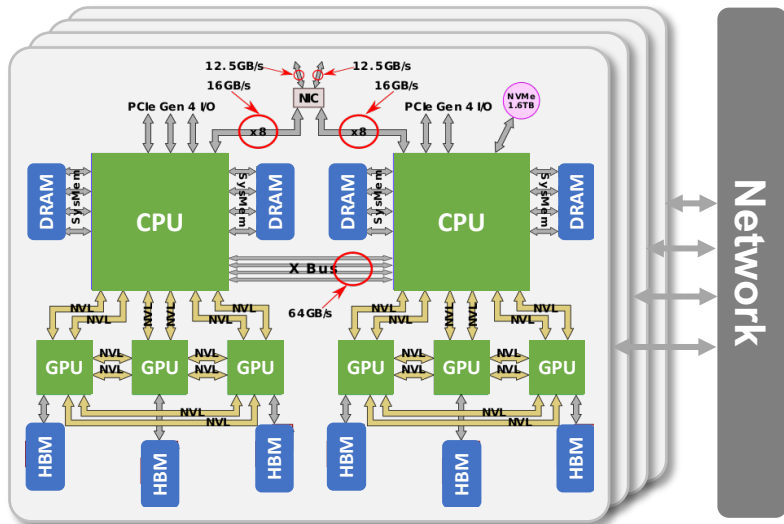 12.5GB/s
12.5GB/s
16GB/s
16GB/s
NIC
NVMe
1.6TB
PCIe Gen 4 I/O
PCIe Gen 4 I/O
x8
x8
DRAM
SysMem
CPU
SysMem
DRAM
DRAM
SysMem
CPU
SysMem
DRAM
X Bus
64GB/s
NVL
NVL
NVL
NVL
NVL
NVL
NVL
NVL
NVL
NVL
NVL
NVL
GPU
NVL
NVL
GPU
NVL
NVL
GPU
GPU
NVL
NVL
GPU
NVL
NVL
GPU
NVL
NVL
NVL
NVL
HBM
HBM
HBM
HBM
HBM
HBM
Network